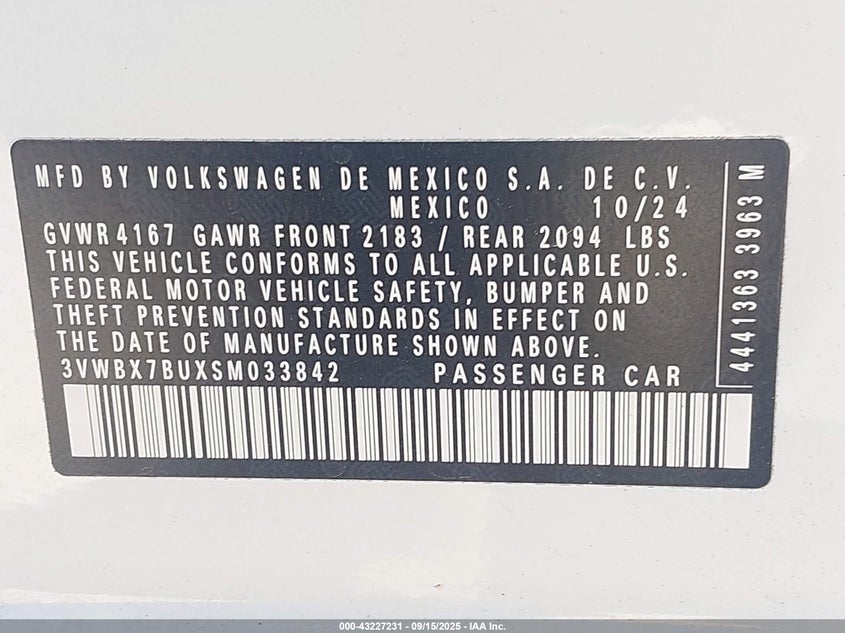 MFD BY VOLKSWAGEN DE MEXICO S.A. DE C.V.
MEXICO 10/24
GVWR 4167 GAWR FRONT 2183 / REAR 2094 LBS
THIS VEHICLE CONFORMS TO ALL APPLICABLE U.S.
FEDERAL MOTOR VEHICLE SAFETY, BUMPER AND
THEFT PREVENTION STANDARDS IN EFFECT ON
THE DATE OF MANUFACTURE SHOWN ABOVE.
3VWBX7BUXSM033842 PASSENGER CAR
4441363 3963 M
000-43227231 - 09/15/2025 - IAA Inc.